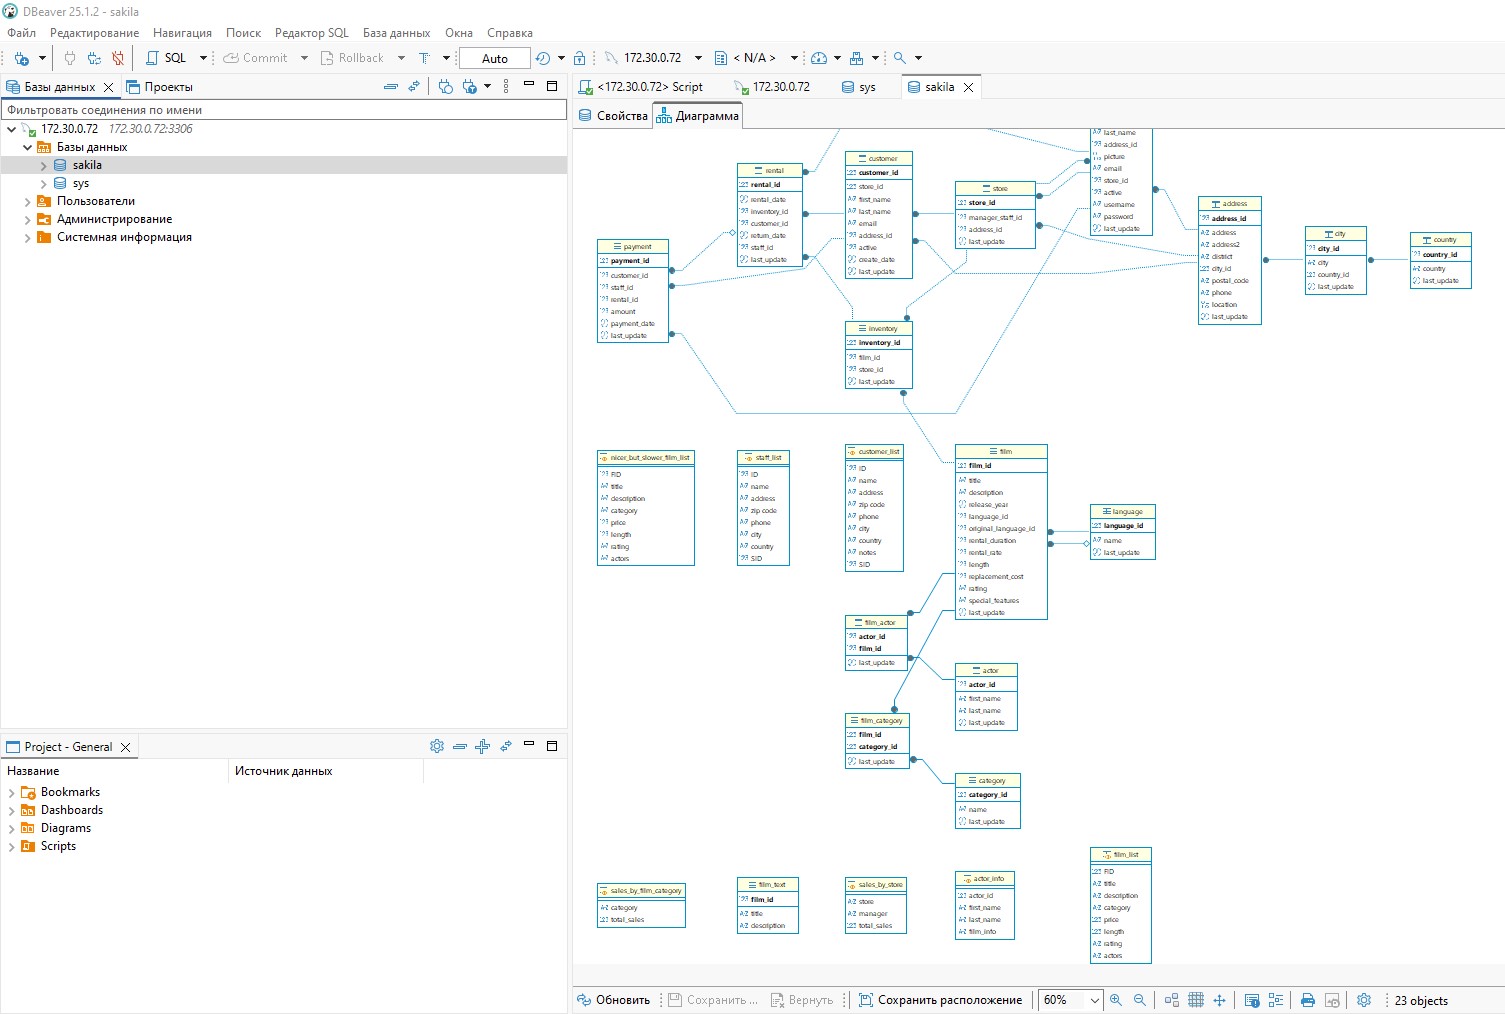 DBeaver 25.1.2 - sakila
Файл Редактирование Навигация Поиск Редактор SQL База данных Окна Справка
SQL Commit Rollback T Auto 172.30.0.72 < N/A >
Базы данных Проекты
Фильтровать соединения по имени
172.30.0.72 172.30.0.72:3306
Базы данных
sakila
sys
Пользователи
Администрирование
Системная информация
Project - General
Название Источник данных
Bookmarks
Dashboards
Diagrams
Scripts
<172.30.0.72> Script 172.30.0.72 sys sakila
Свойства Диаграмма
last_name
address_id
picture
email
store_id
active
username
password
last_update
rental
rental_id
rental_date
inventory_id
customer_id
return_date
staff_id
last_update
customer
customer_id
store_id
first_name
last_name
email
address_id
active
create_date
last_update
store
store_id
manager_staff_id
address_id
last_update
address
address_id
address
address2
district
city_id
postal_code
phone
location
last_update
city
city_id
city
country_id
last_update
country
country_id
country
last_update
payment
payment_id
customer_id
staff_id
rental_id
amount
payment_date
last_update
inventory
inventory_id
film_id
store_id
last_update
nicer_but_slower_film_list
FID
title
description
category
price
length
rating
actors
staff_list
ID
name
address
zip code
phone
city
country
SID
customer_list
ID
name
address
zip code
phone
city
country
notes
SID
film
film_id
title
description
release_year
language_id
original_language_id
rental_duration
rental_rate
length
replacement_cost
rating
special_features
last_update
language
language_id
name
last_update
film_actor
actor_id
film_id
last_update
actor
actor_id
first_name
last_name
last_update
film_category
film_id
category_id
last_update
category
category_id
name
last_update
sales_by_film_category
category
total_sales
film_text
film_id
title
description
sales_by_store
store
manager
total_sales
actor_info
actor_id
first_name
last_name
film_info
film_list
FID
title
description
category
price
length
rating
actors
Обновить Сохранить ... Вернуть Сохранить расположение 60% 23 objects